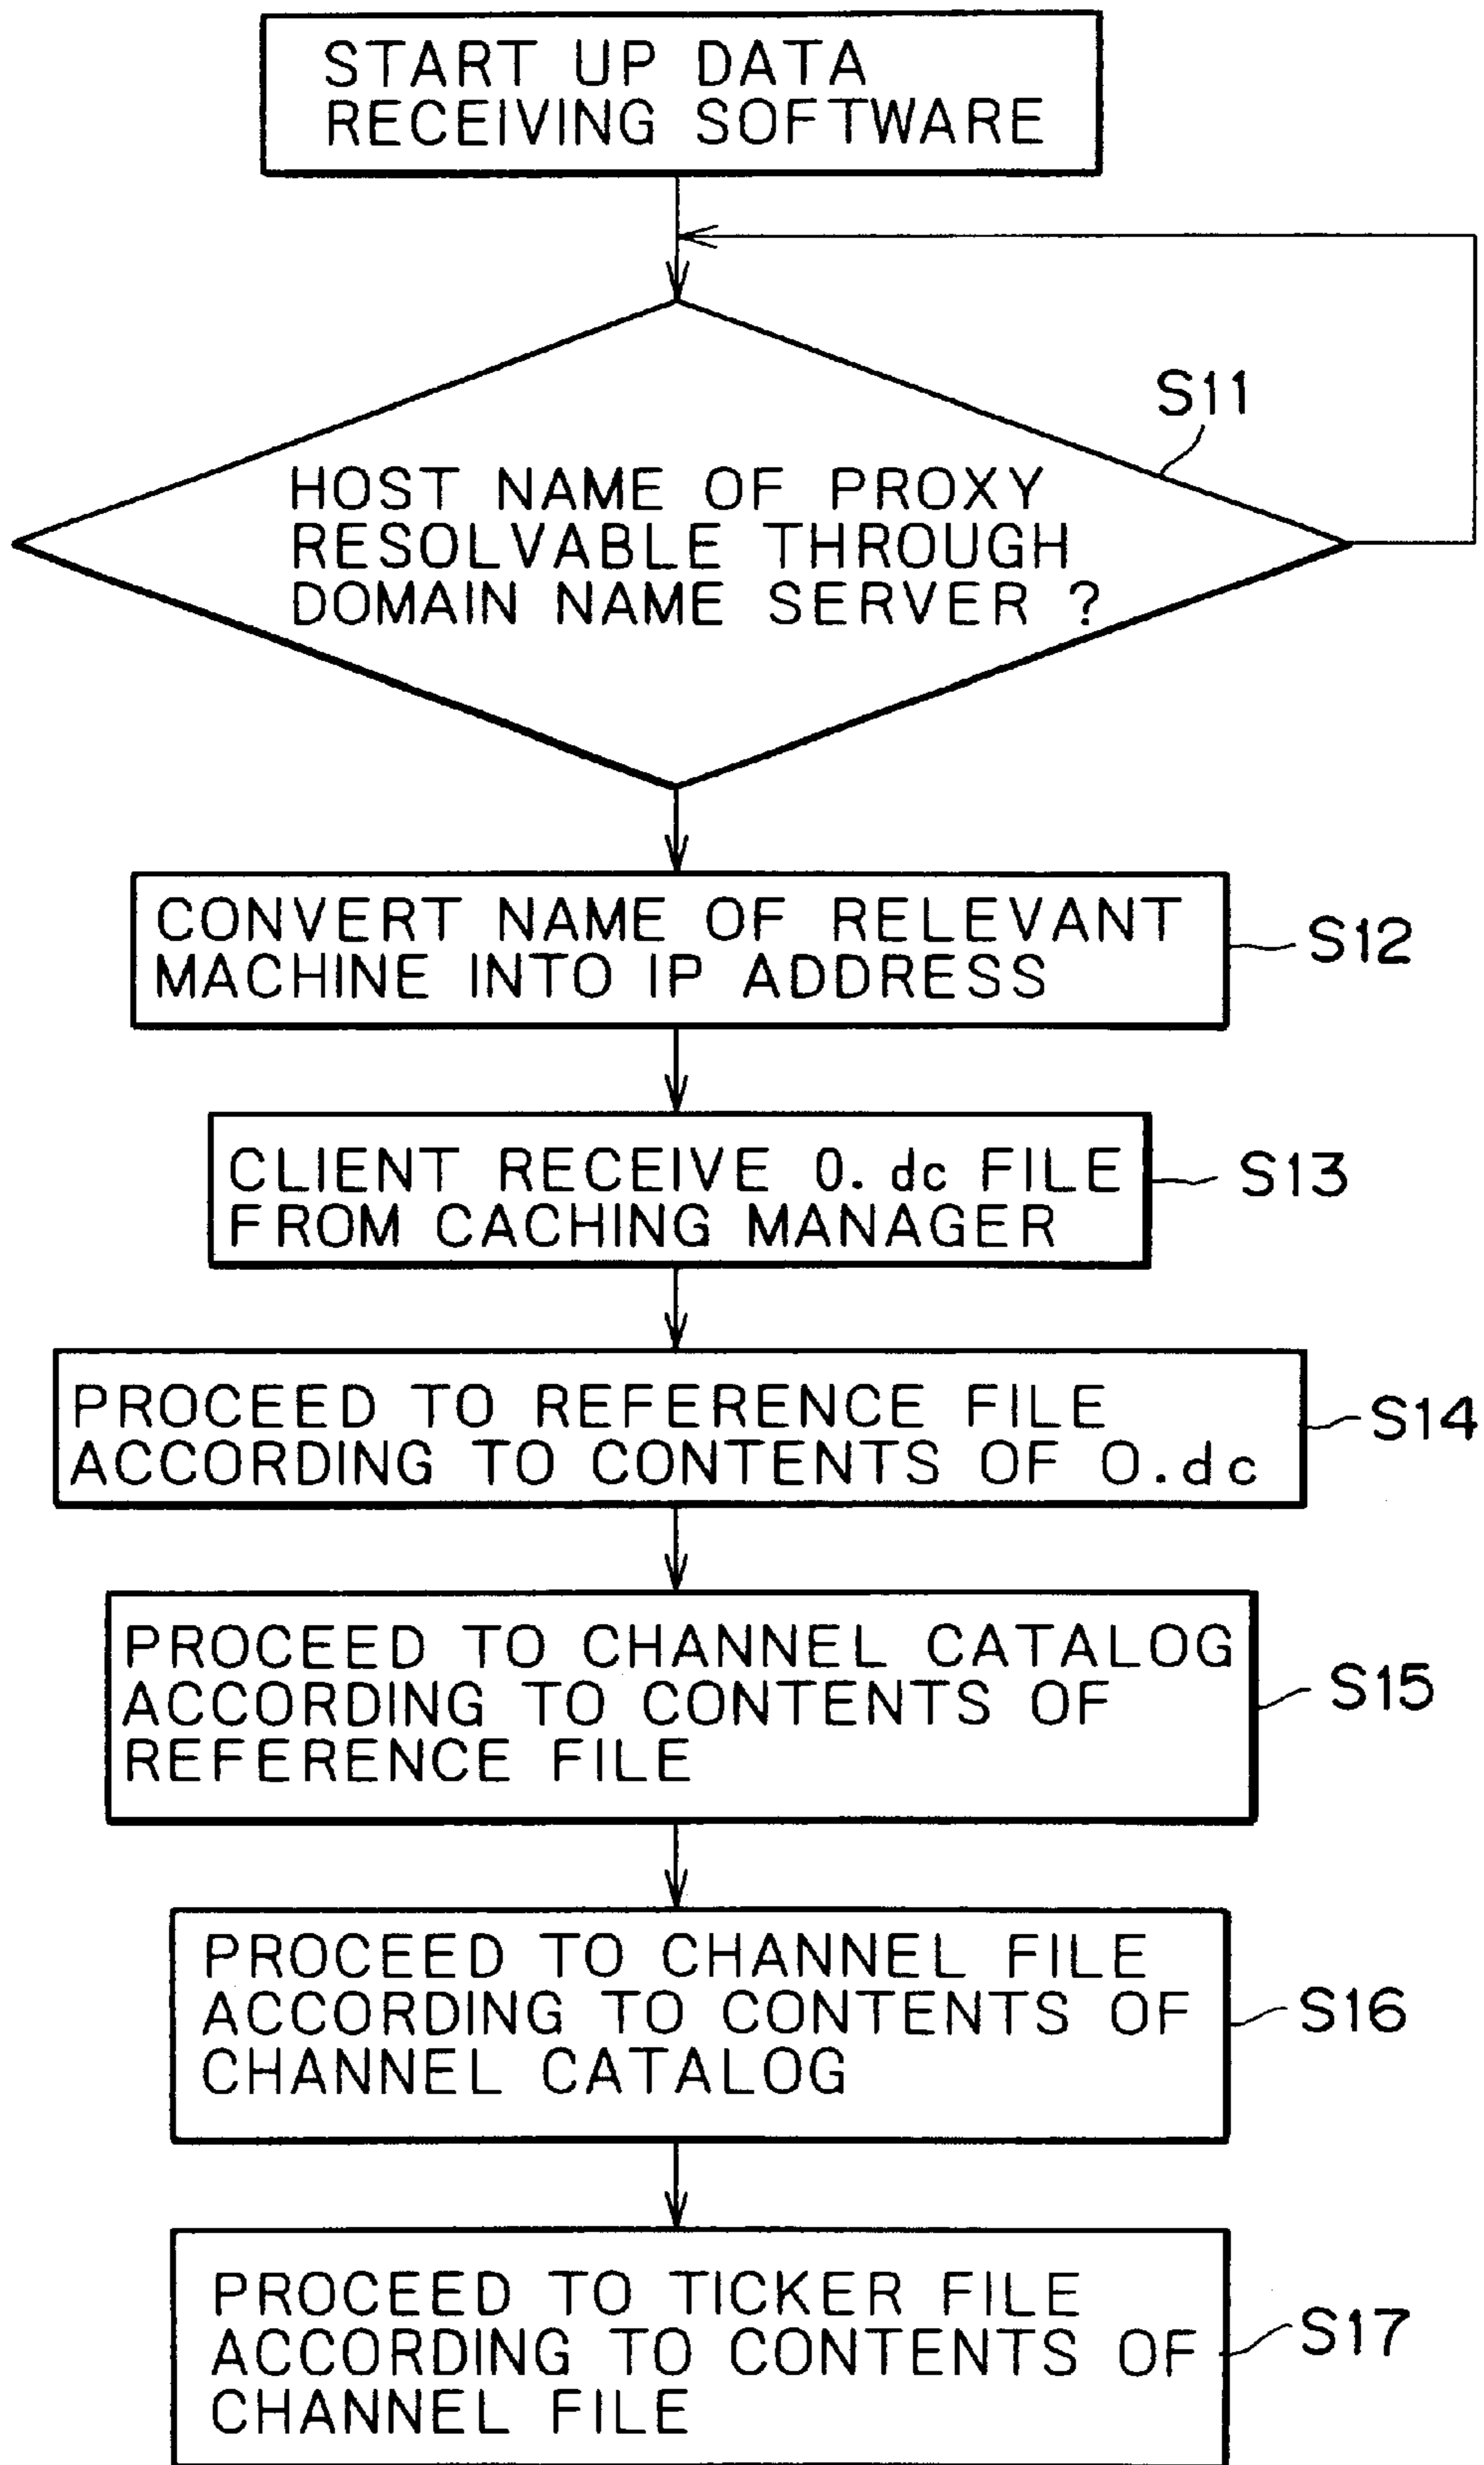 START UP DATA
RECEIVING SOFTWARE
S11
HOST NAME OF PROXY
RESOLVABLE THROUGH
DOMAIN NAME SERVER ?
CONVERT NAME OF RELEVANT
MACHINE INTO IP ADDRESS
S12
CLIENT RECEIVE 0. dc FILE
FROM CACHING MANAGER
S13
PROCEED TO REFERENCE FILE
ACCORDING TO CONTENTS OF 0.dc
S14
PROCEED TO CHANNEL CATALOG
ACCORDING TO CONTENTS OF
REFERENCE FILE
S15
PROCEED TO CHANNEL FILE
ACCORDING TO CONTENTS OF
CHANNEL CATALOG
S16
PROCEED TO TICKER FILE
ACCORDING TO CONTENTS OF
CHANNEL FILE
S17